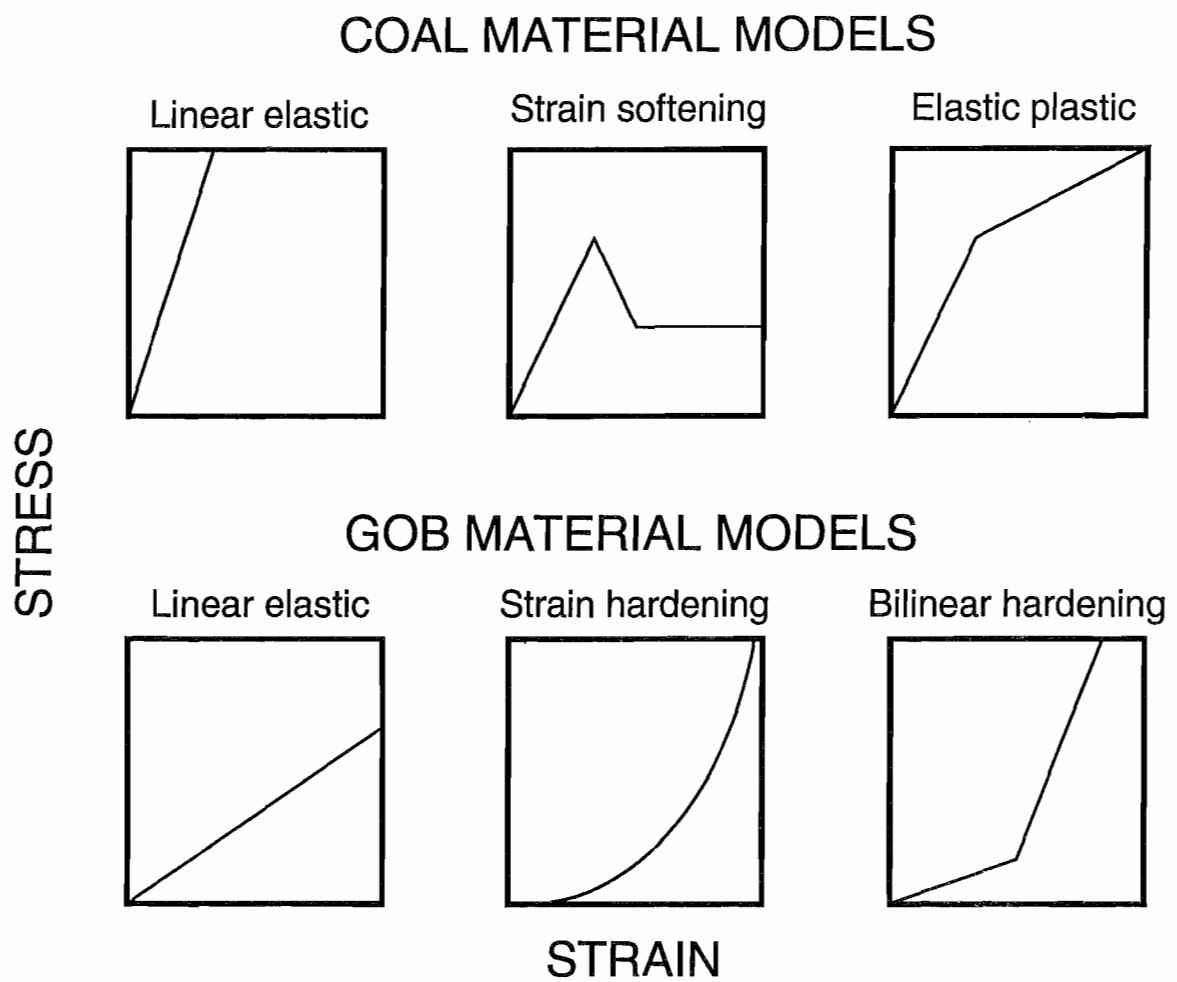 COAL MATERIAL MODELS
Linear elastic
Strain softening
Elastic plastic
STRESS
GOB MATERIAL MODELS
Linear elastic
Strain hardening
Bilinear hardening
STRAIN